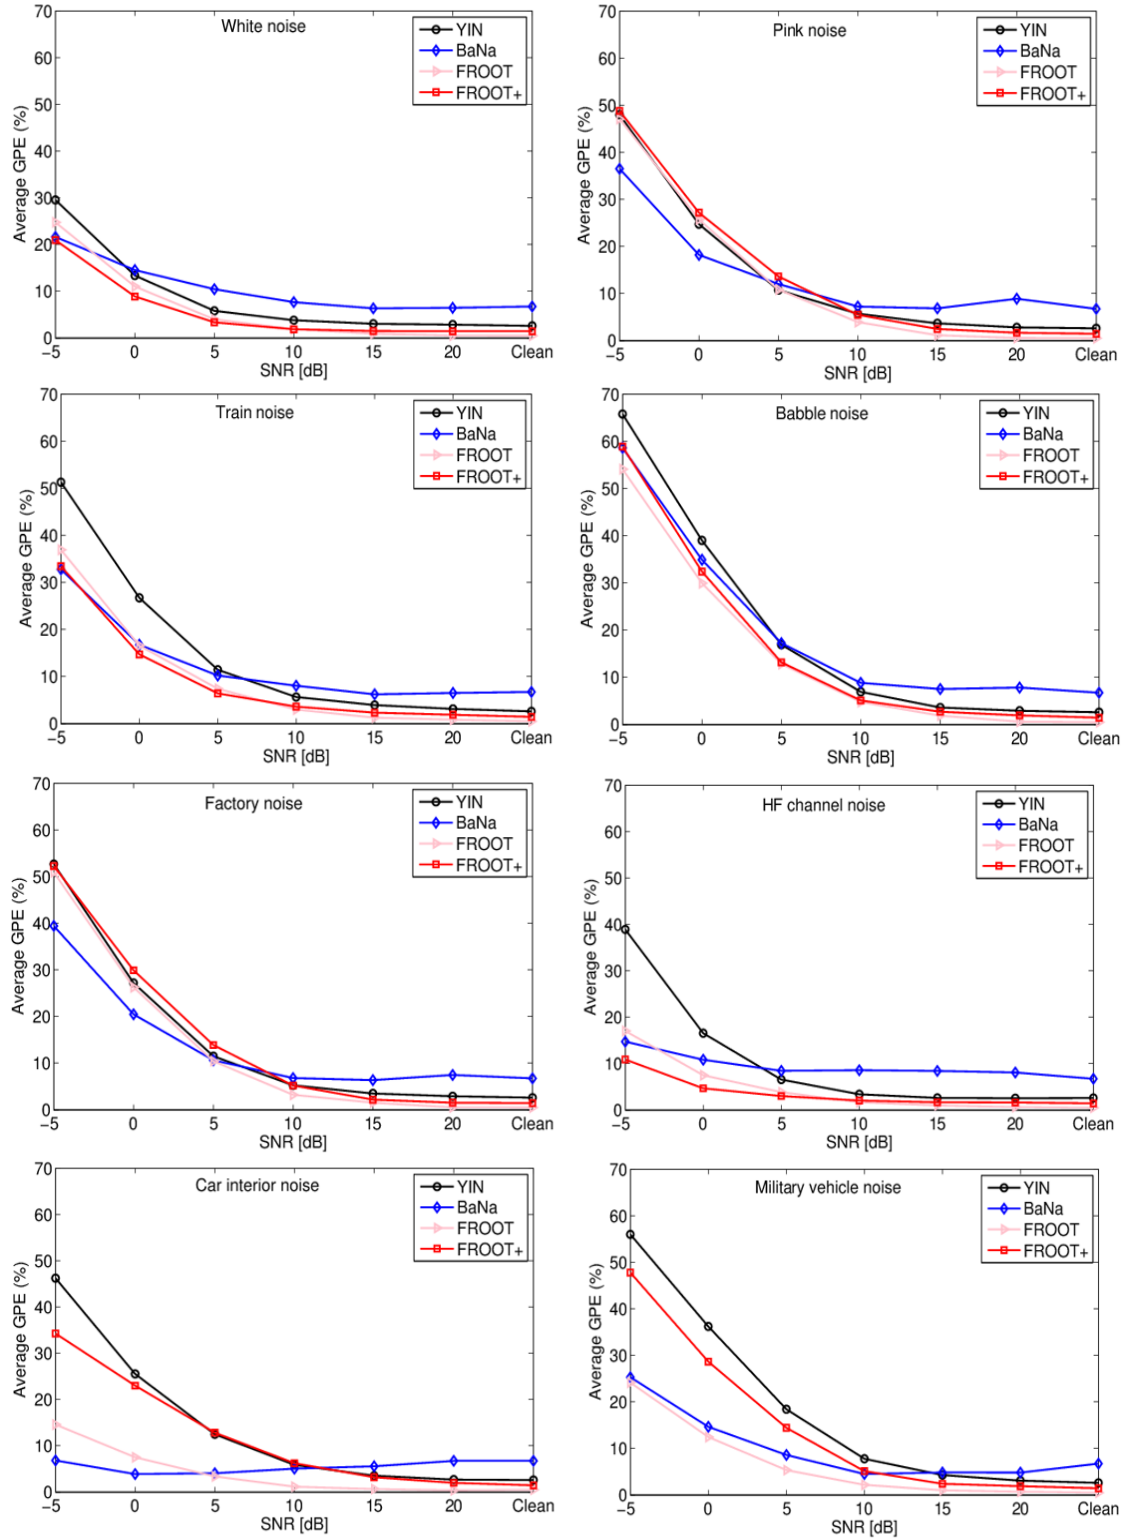 White noise
YIN
BaNa
FROOT
FROOT+
Average GPE (%)
70
60
50
40
30
20
10
0
−5 0 5 10 15 20 Clean
SNR [dB]
Pink noise
YIN
BaNa
FROOT
FROOT+
Average GPE (%)
70
60
50
40
30
20
10
0
−5 0 5 10 15 20 Clean
SNR [dB]
Train noise
YIN
BaNa
FROOT
FROOT+
Average GPE (%)
70
60
50
40
30
20
10
0
−5 0 5 10 15 20 Clean
SNR [dB]
Babble noise
YIN
BaNa
FROOT
FROOT+
Average GPE (%)
70
60
50
40
30
20
10
0
−5 0 5 10 15 20 Clean
SNR [dB]
Factory noise
YIN
BaNa
FROOT
FROOT+
Average GPE (%)
70
60
50
40
30
20
10
0
−5 0 5 10 15 20 Clean
SNR [dB]
HF channel noise
YIN
BaNa
FROOT
FROOT+
Average GPE (%)
70
60
50
40
30
20
10
0
−5 0 5 10 15 20 Clean
SNR [dB]
Car interior noise
YIN
BaNa
FROOT
FROOT+
Average GPE (%)
70
60
50
40
30
20
10
0
−5 0 5 10 15 20 Clean
SNR [dB]
Military vehicle noise
YIN
BaNa
FROOT
FROOT+
Average GPE (%)
70
60
50
40
30
20
10
0
−5 0 5 10 15 20 Clean
SNR [dB]